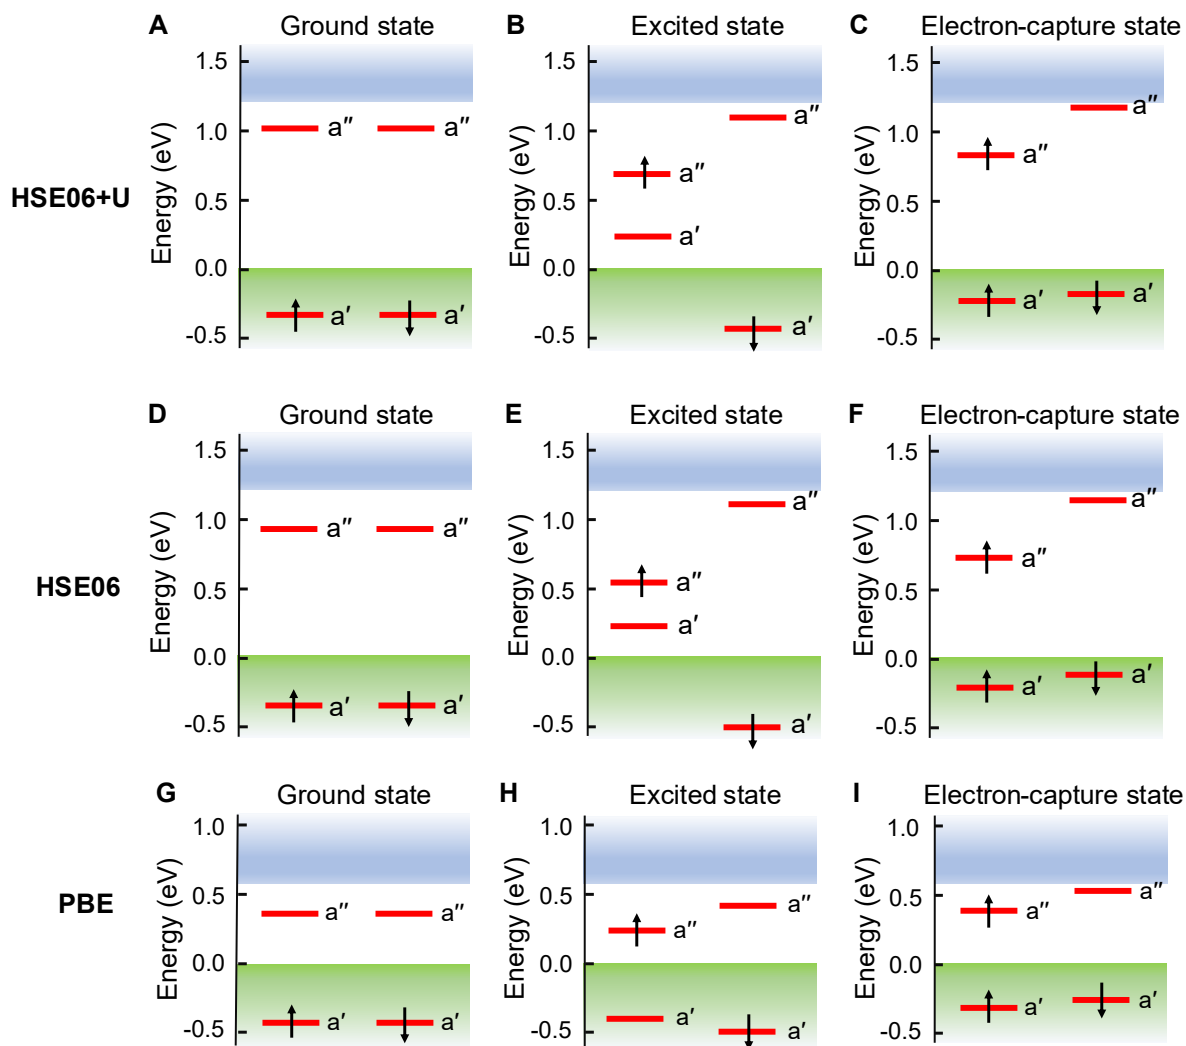 A Ground state
B Excited state
C Electron-capture state
HSE06+U
Energy (eV)
1.5
1.0
0.5
0.0
-0.5
a″ a″
a′ a′
Energy (eV)
1.5
1.0
0.5
0.0
-0.5
a″
a″
a′
a′
Energy (eV)
1.5
1.0
0.5
0.0
-0.5
a″
a″
a′ a′
D Ground state
E Excited state
F Electron-capture state
HSE06
Energy (eV)
1.5
1.0
0.5
0.0
-0.5
a″ a″
a′ a′
Energy (eV)
1.5
1.0
0.5
0.0
-0.5
a″
a″
a′
a′
Energy (eV)
1.5
1.0
0.5
0.0
-0.5
a″
a″
a′ a′
G Ground state
H Excited state
I Electron-capture state
PBE
Energy (eV)
1.0
0.5
0.0
-0.5
a″ a″
a′ a′
Energy (eV)
1.0
0.5
0.0
-0.5
a″
a″
a′ a′
Energy (eV)
1.0
0.5
0.0
-0.5
a″
a″
a′ a′